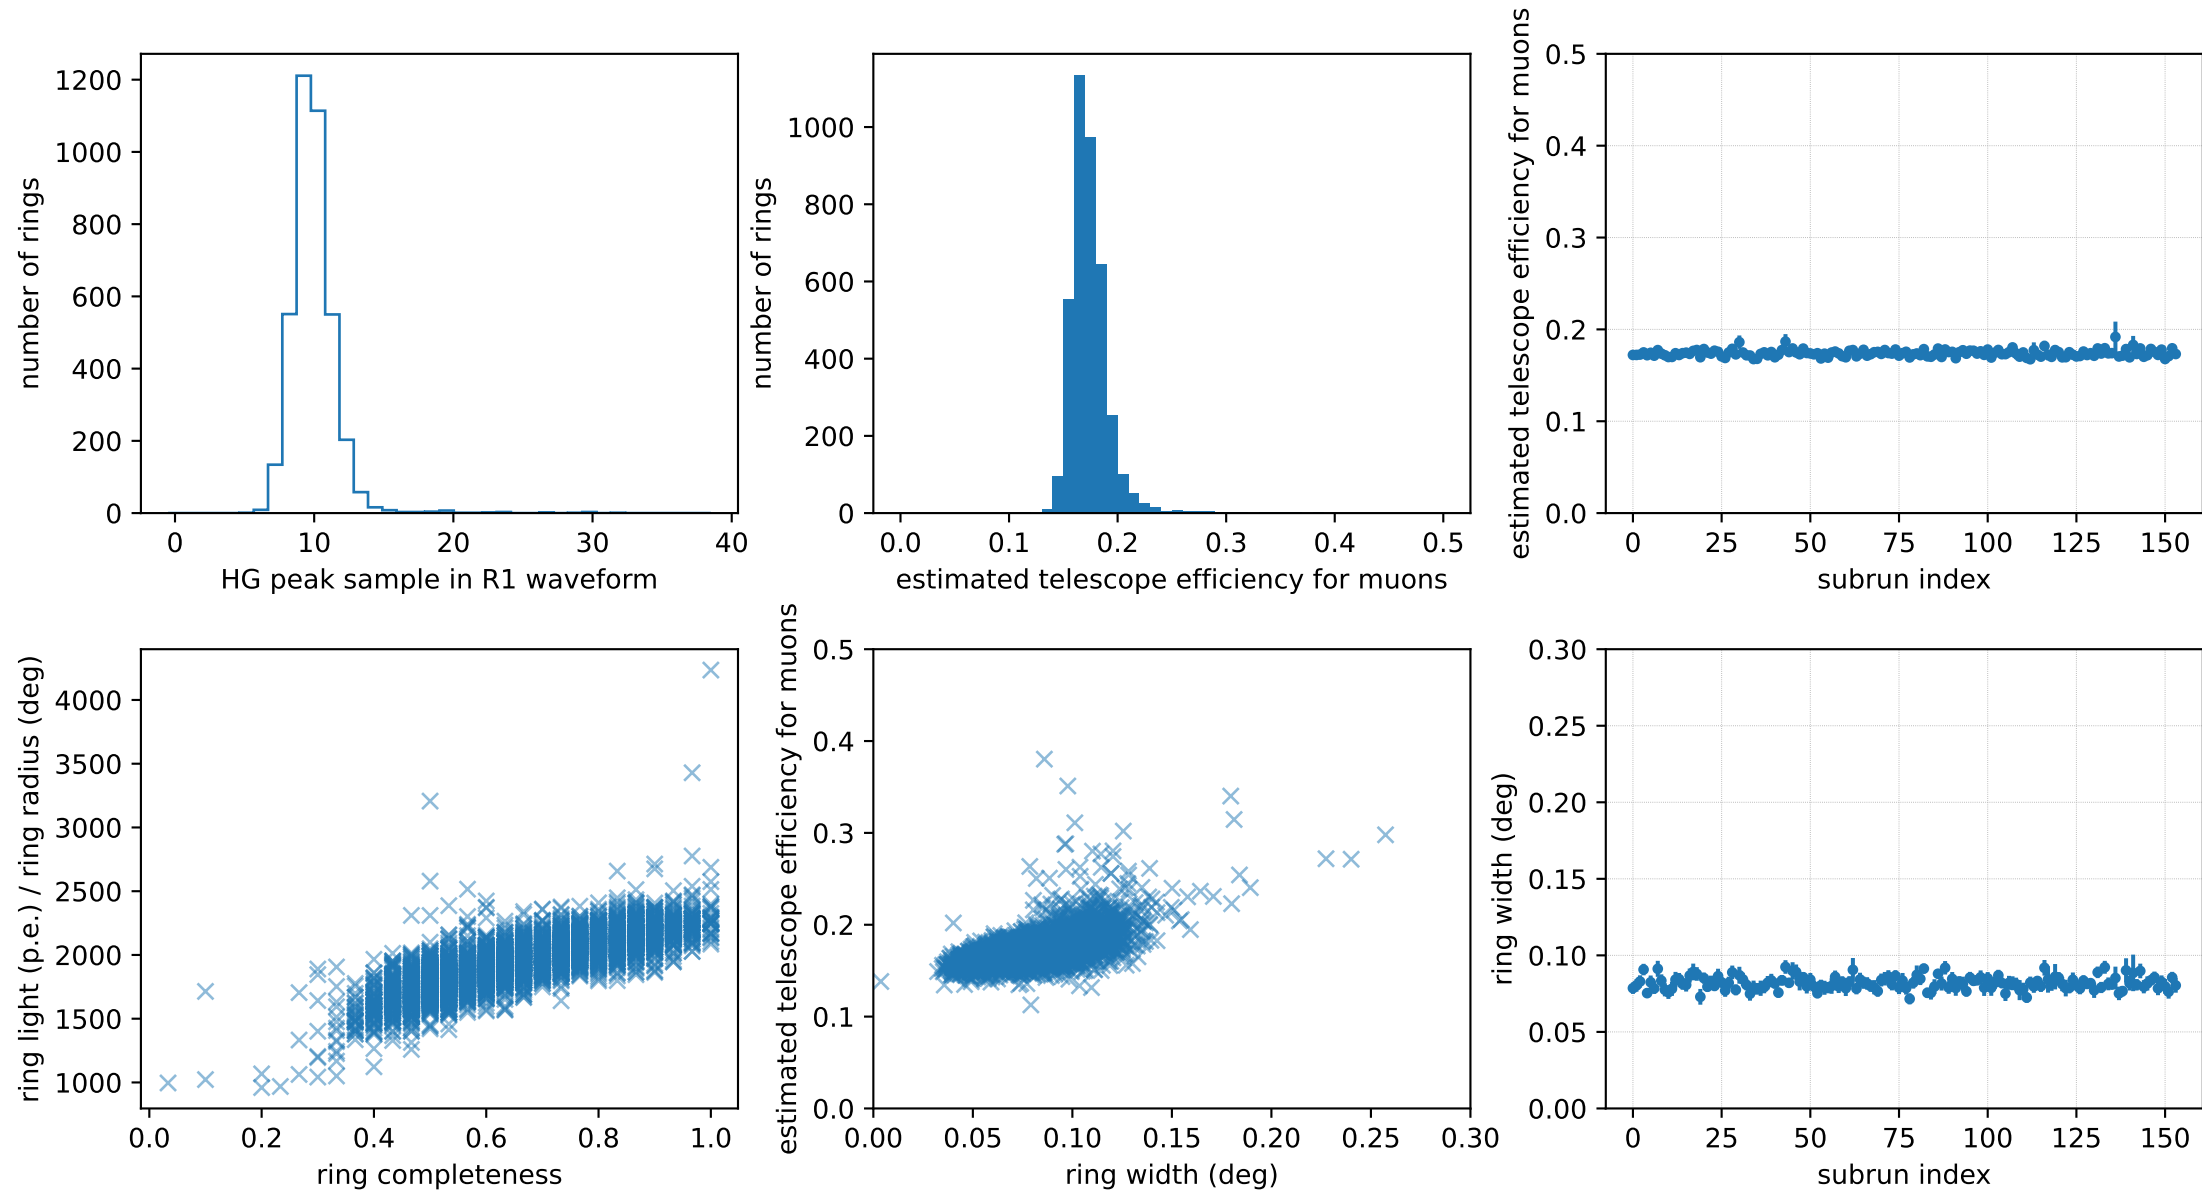 1200
1000
800
600
400
200
0
number of rings
0 10 20 30 40
HG peak sample in R1 waveform
1000
800
600
400
200
0
number of rings
0.0 0.1 0.2 0.3 0.4 0.5
estimated telescope efficiency for muons
0.5
0.4
0.3
0.2
0.1
0.0
estimated telescope efficiency for muons
0 25 50 75 100 125 150
subrun index
4000
3500
3000
2500
2000
1500
1000
ring light (p.e.) / ring radius (deg)
0.0 0.2 0.4 0.6 0.8 1.0
ring completeness
0.5
0.4
0.3
0.2
0.1
0.0
estimated telescope efficiency for muons
0.00 0.05 0.10 0.15 0.20 0.25 0.30
ring width (deg)
0.30
0.25
0.20
0.15
0.10
0.05
0.00
ring width (deg)
0 25 50 75 100 125 150
subrun index